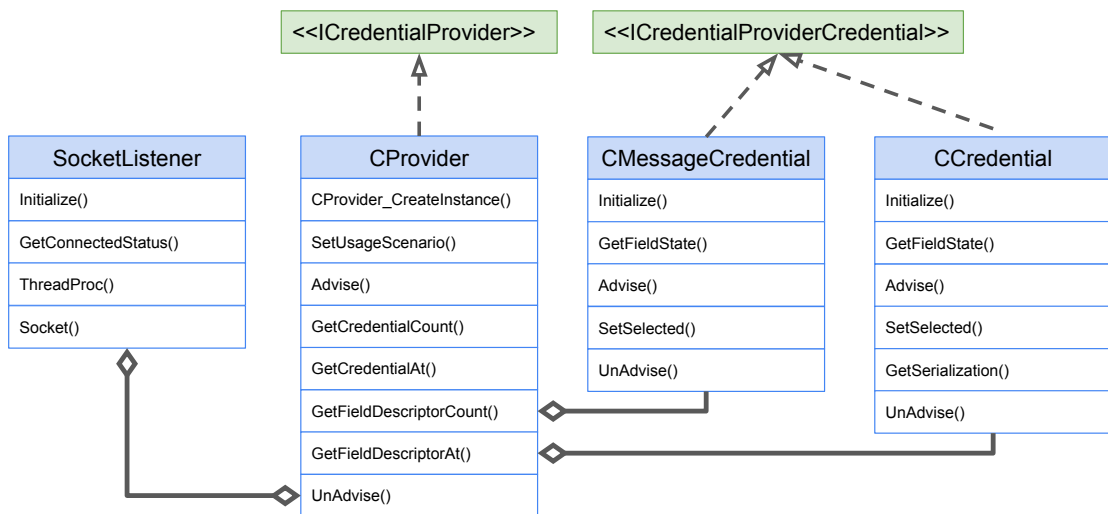 <<ICredentialProvider>>
<<ICredentialProviderCredential>>
SocketListener
Initialize()
GetConnectedStatus()
ThreadProc()
Socket()
CProvider
CProvider_CreateInstance()
SetUsageScenario()
Advise()
GetCredentialCount()
GetCredentialAt()
GetFieldDescriptorCount()
GetFieldDescriptorAt()
UnAdvise()
CMessageCredential
Initialize()
GetFieldState()
Advise()
SetSelected()
UnAdvise()
CCredential
Initialize()
GetFieldState()
Advise()
SetSelected()
GetSerialization()
UnAdvise()